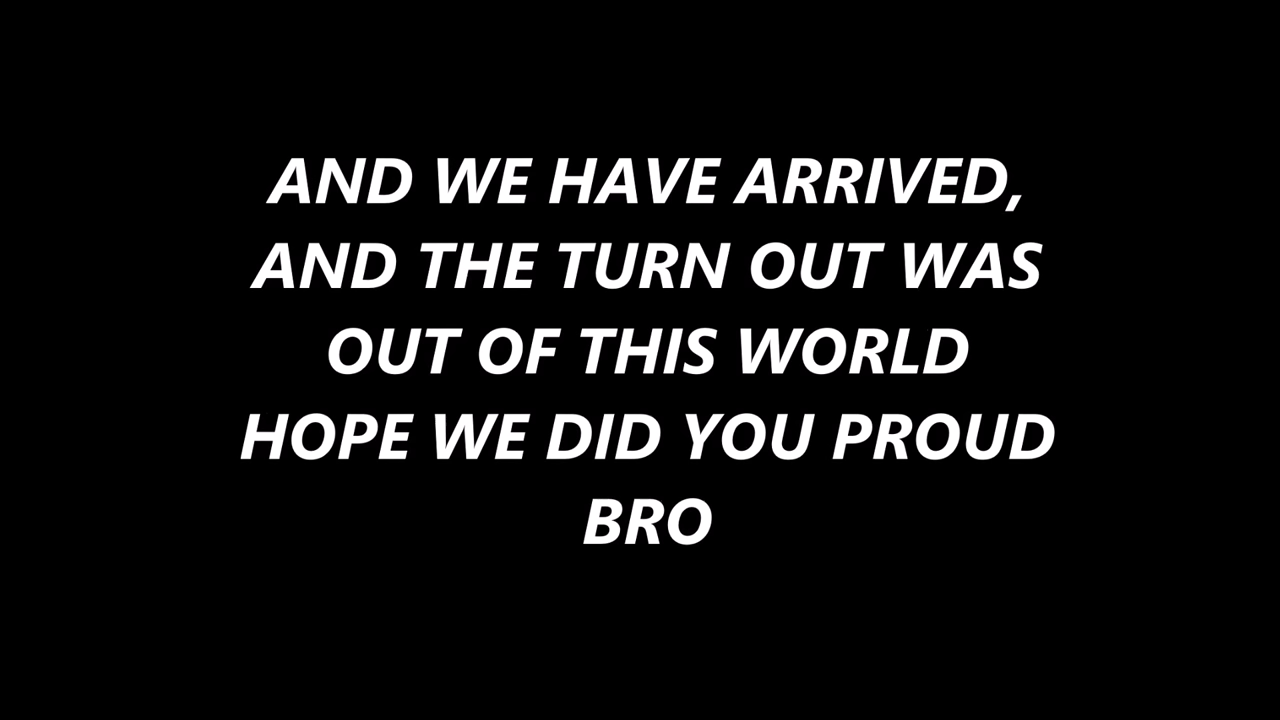 AND WE HAVE ARRIVED,
AND THE TURN OUT WAS
OUT OF THIS WORLD
HOPE WE DID YOU PROUD
BRO